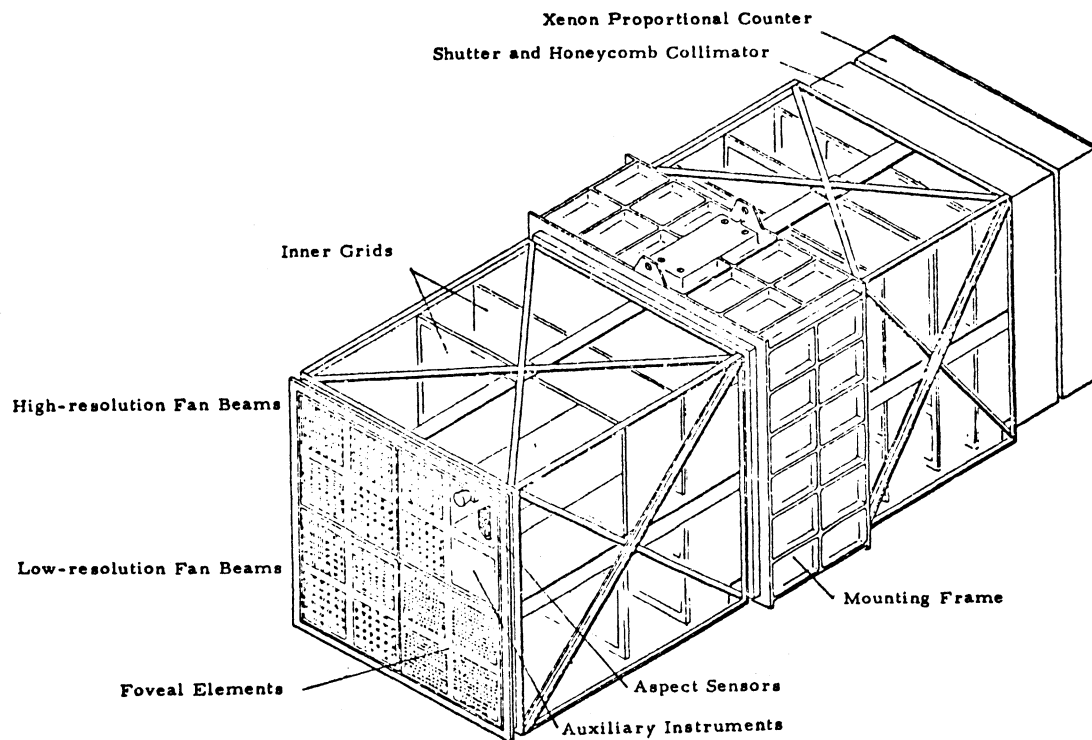 Xenon Proportional Counter
Shutter and Honeycomb Collimator
Inner Grids
High-resolution Fan Beams
Low-resolution Fan Beams
Mounting Frame
Foveal Elements
Aspect Sensors
Auxiliary Instruments